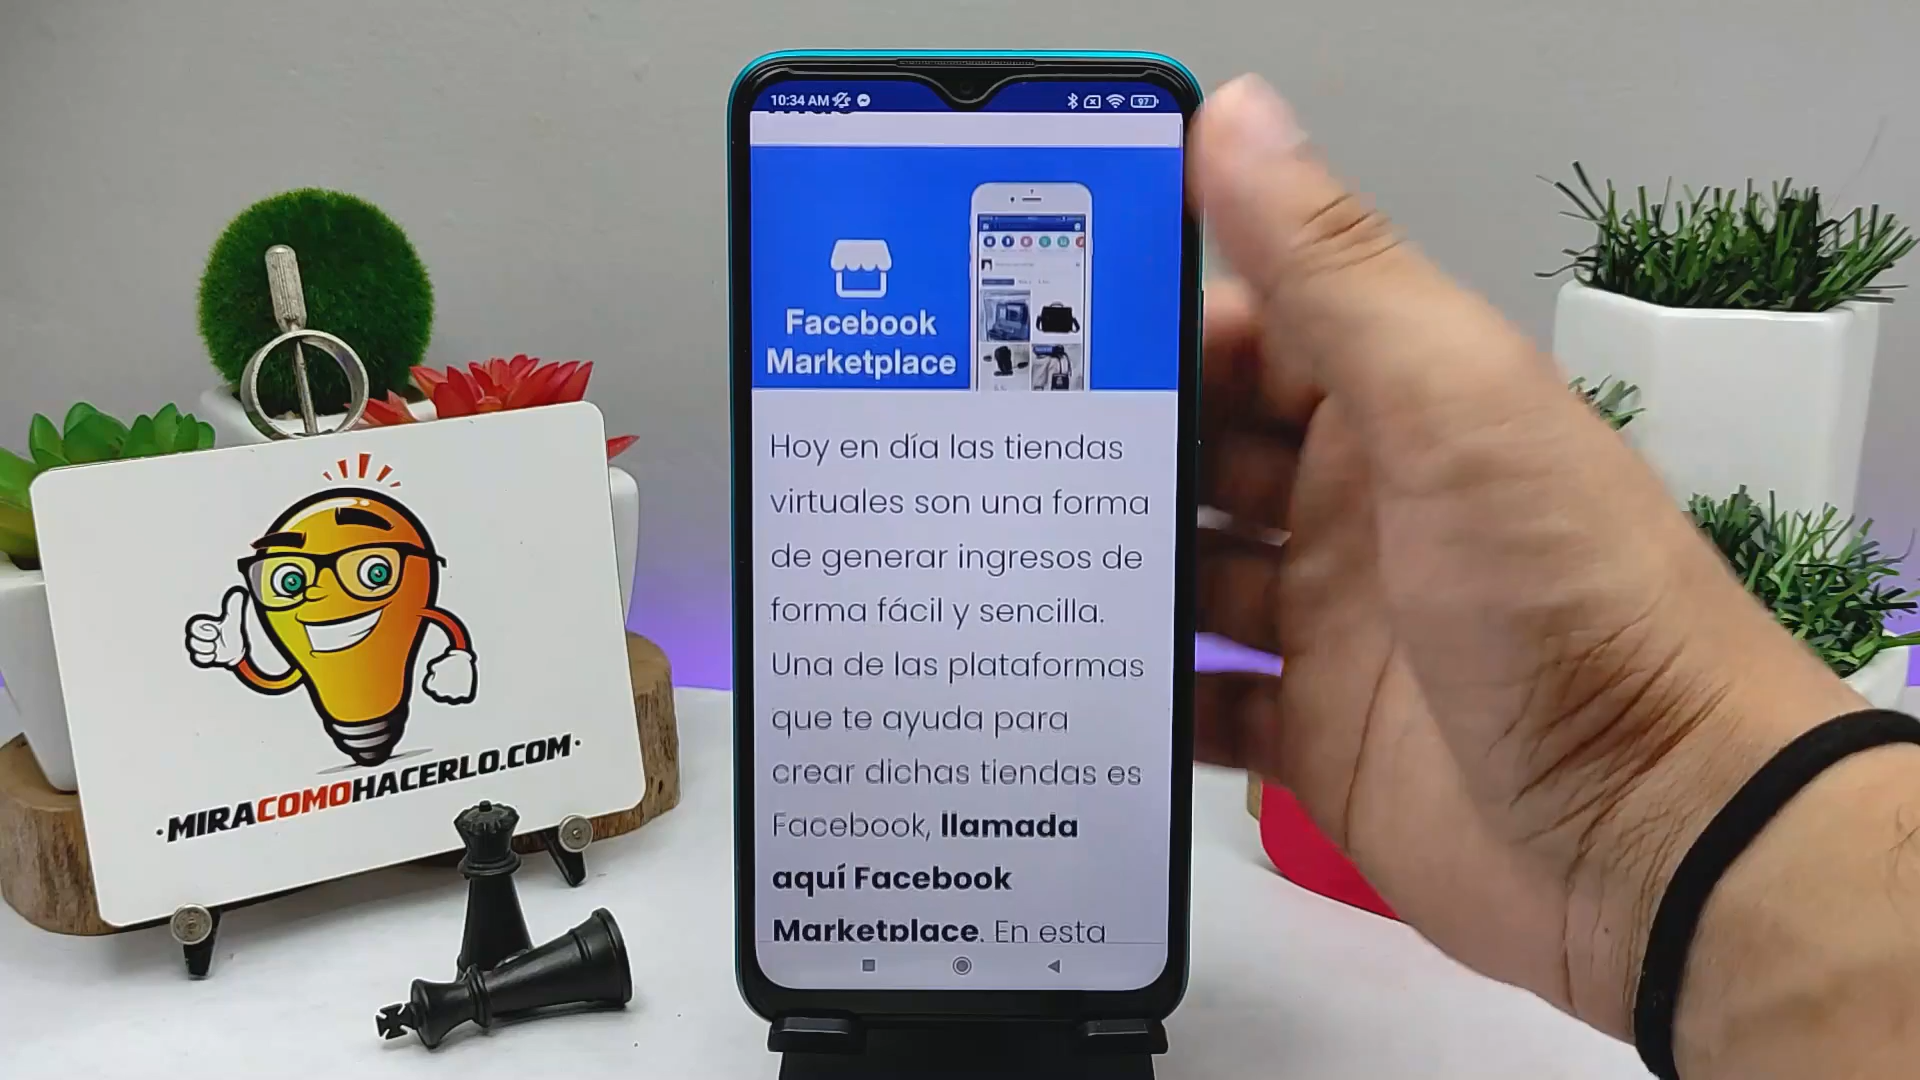 10:34 AM
97
Facebook
Marketplace
Hoy en día las tiendas
virtuales son una forma
de generar ingresos de
forma fácil y sencilla.
Una de las plataformas
que te ayuda para
crear dichas tiendas es
Facebook, llamada
aquí Facebook
Marketplace. En esta
·MIRACOMOHACERLO.COM·